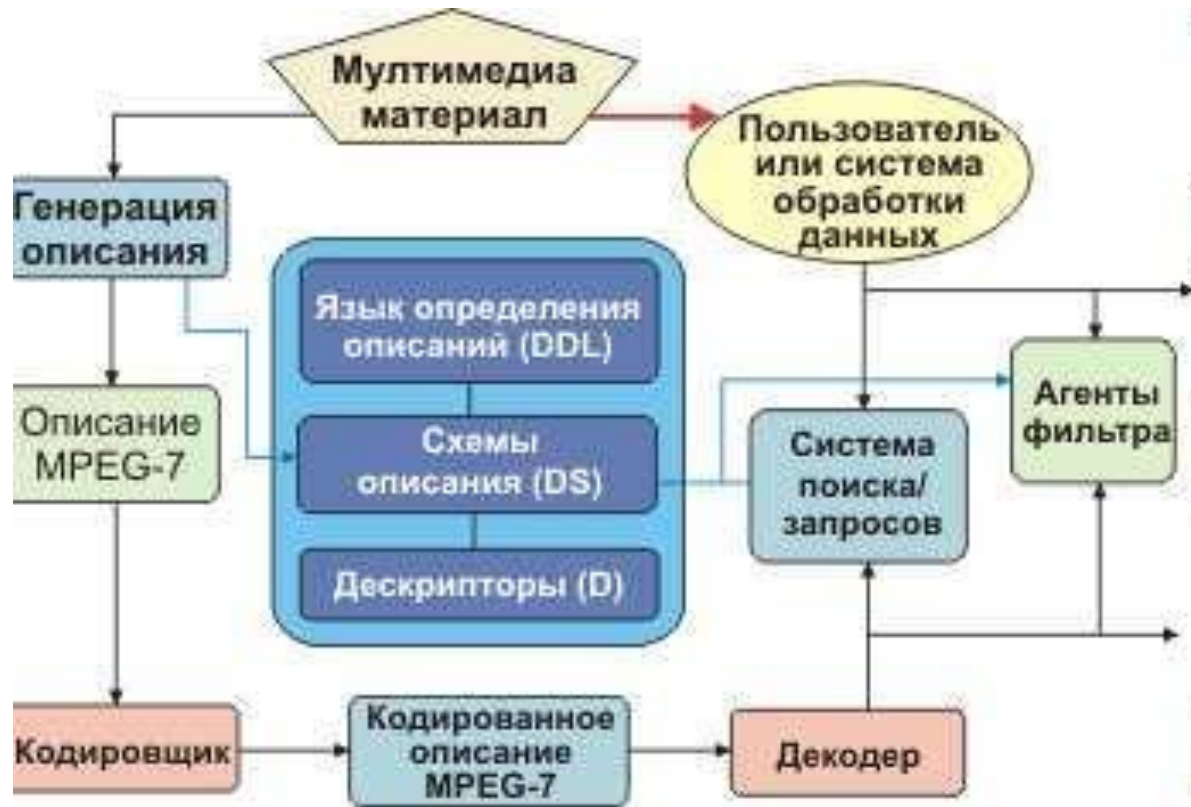 Мултимедиа
материал
Пользователь
или система
обработки
данных
Генерация
описания
Язык определения
описаний (DDL)
Описание
MPEG-7
Схемы
описания (DS)
Система
поиска/
запросов
Агенты
фильтра
Дескрипторы (D)
Кодировщик
Кодированное
описание
MPEG-7
Декодер